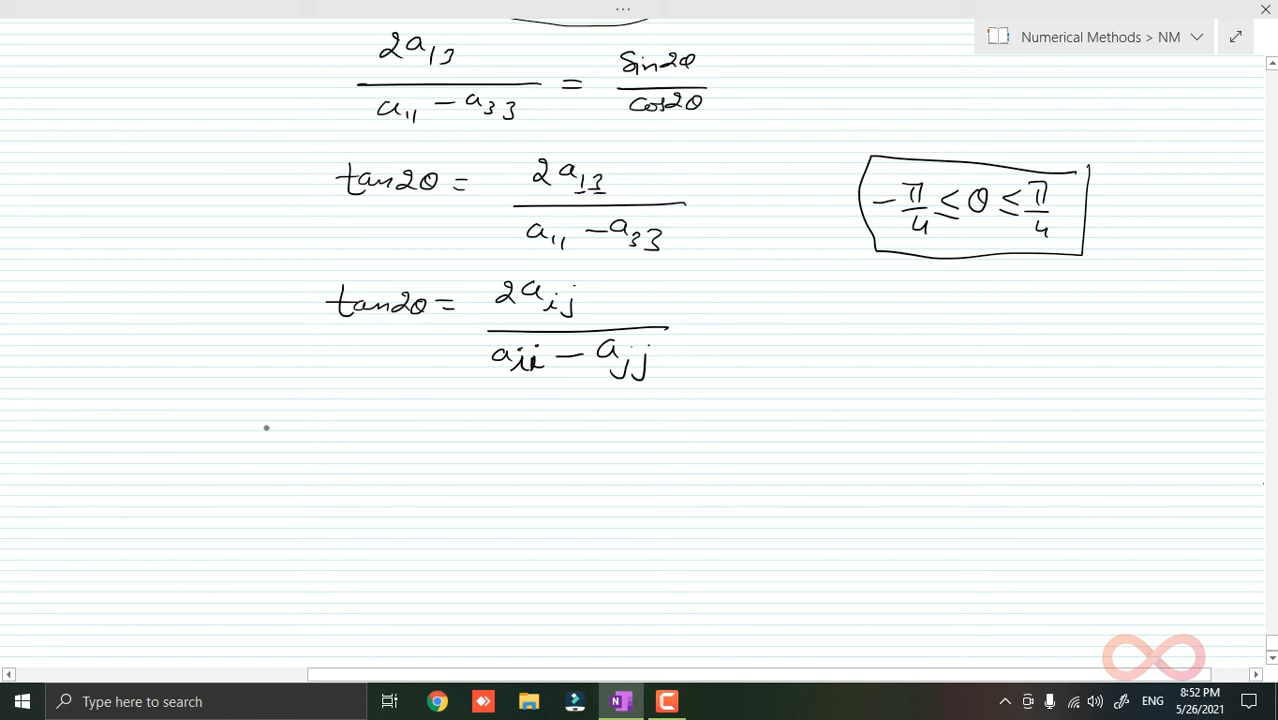 Numerical Methods > NM
2a₁₃ / (a₁₁ − a₃₃) = Sin2θ / cos2θ
tan2θ = 2a₁₃ / (a₁₁ − a₃₃)
−π/4 ≤ θ ≤ π/4
tan2θ = 2aᵢⱼ / (aᵢᵢ − aⱼⱼ)
Type here to search
ENG
8:52 PM
5/26/2021